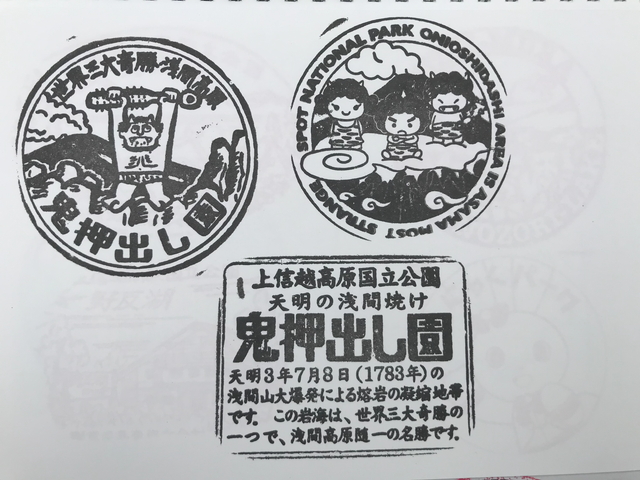 世界三大奇勝・浅間高原
鬼押出し園
SPOT NATIONAL PARK ONIOSHIDASHI AREA IS ASAMA MOST STRANGE
上信越高原国立公園
天明の浅間焼け
鬼押出し園
天明3年7月8日(1783年)の
浅間山大爆発による熔岩の凝縮地帯
です。この岩海は、世界三大奇勝の
一つで、浅間高原随一の名勝です。